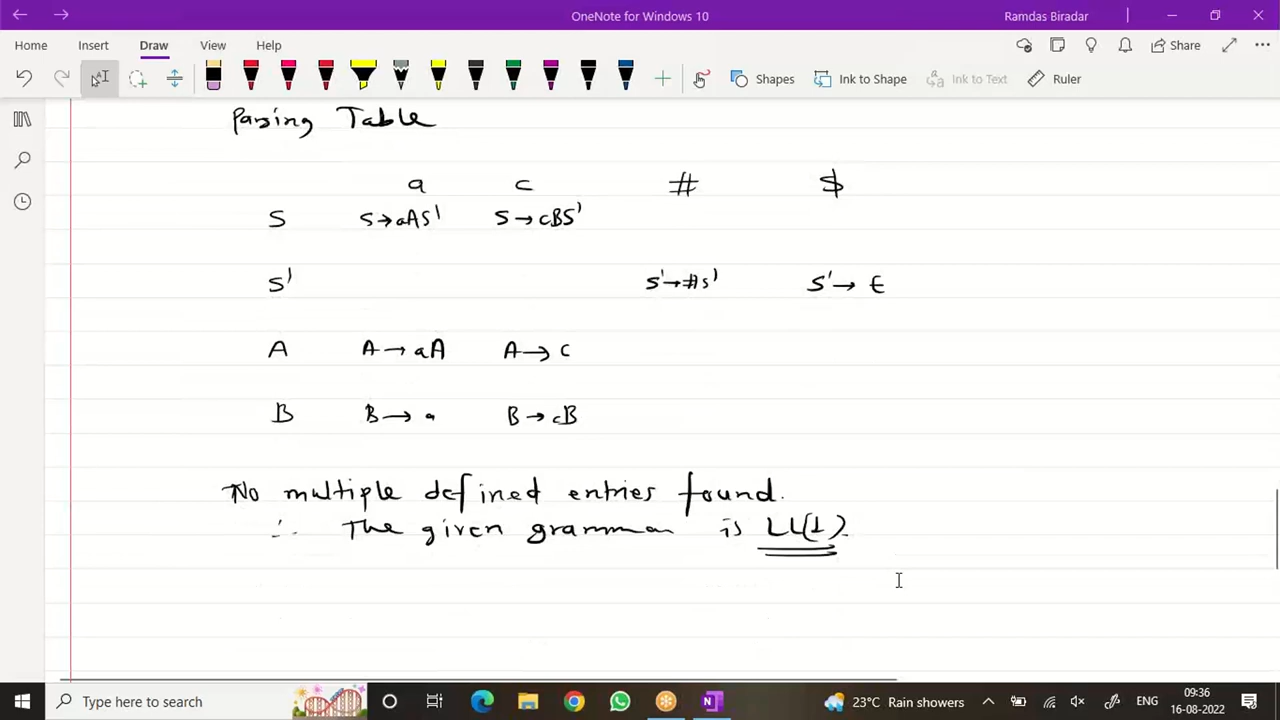 OneNote for Windows 10
Ramdas Biradar
Home Insert Draw View Help Share
Shapes Ink to Shape Ink to Text Ruler
Parsing Table
a c # $
S S→aAS' S→cBS'
S' S'→#S' S'→ ε
A A→aA A→c
B B→a B→cB
No multiple defined entries found.
∴ The given grammar is LL(1).
Type here to search
23°C Rain showers ENG 09:36
16-08-2022